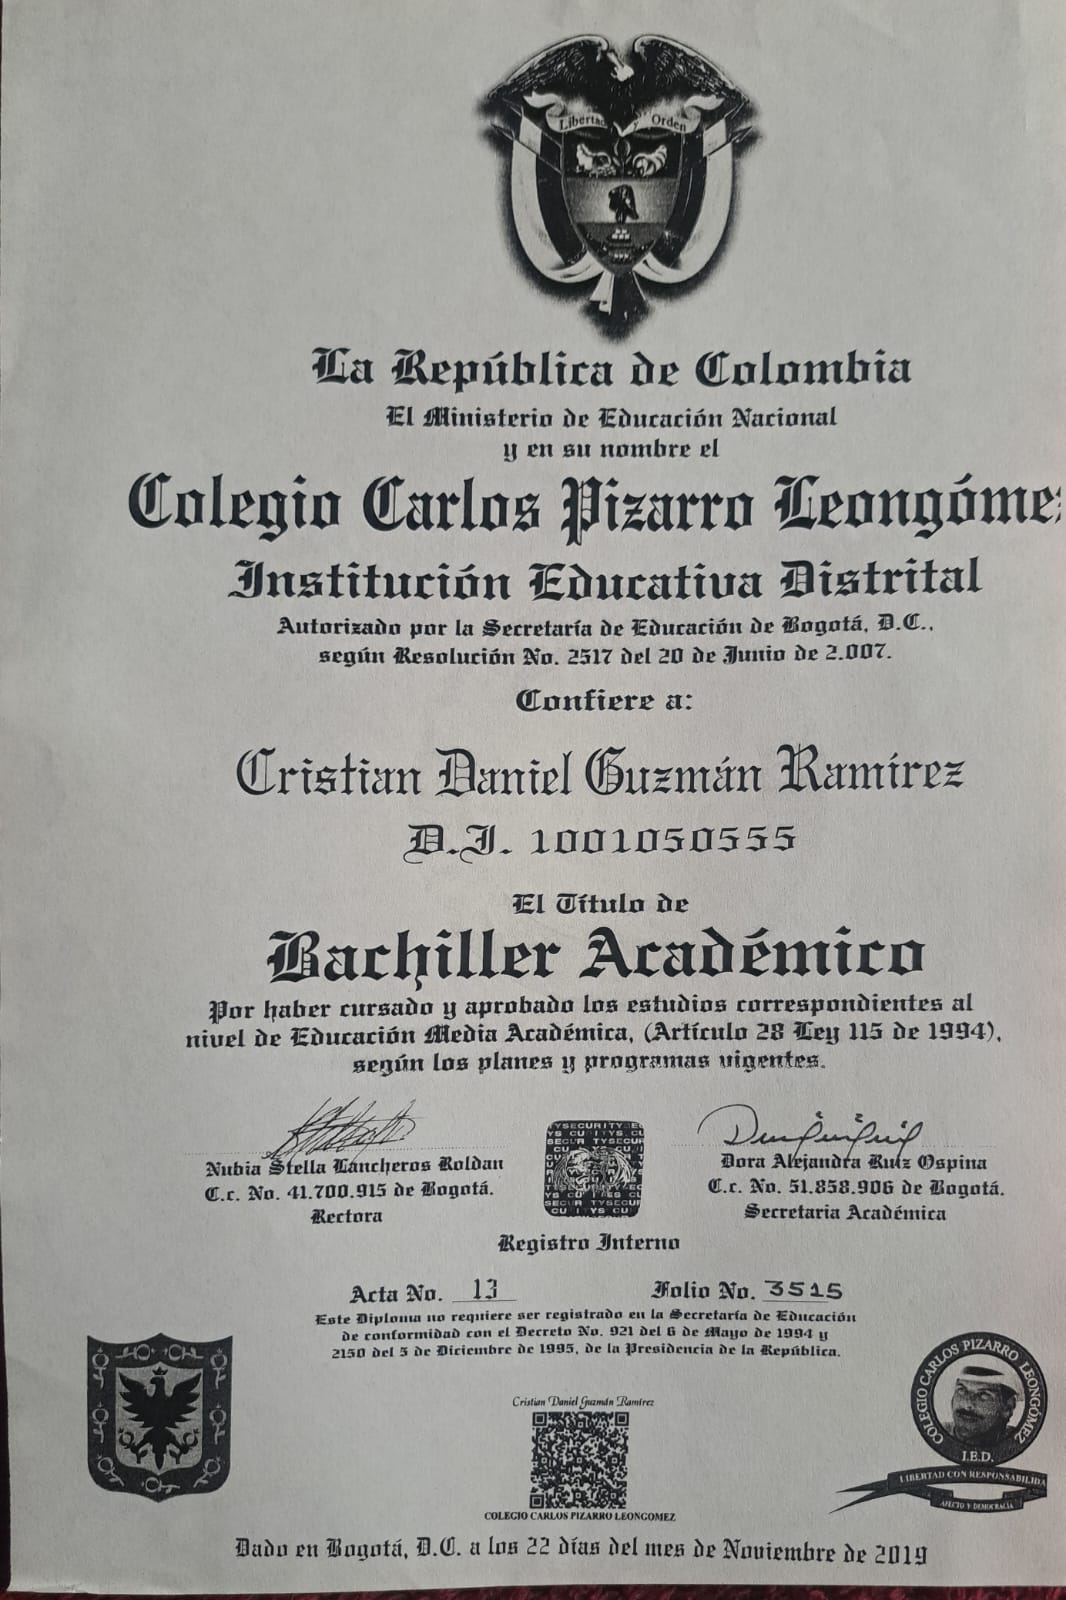 Libertad y Orden
La República de Colombia
El Ministerio de Educación Nacional
y en su nombre el
Colegio Carlos Pizarro Leongómez
Institución Educativa Distrital
Autorizado por la Secretaría de Educación de Bogotá, D.C.,
según Resolución No. 2517 del 20 de Junio de 2.007.
Confiere a:
Cristian Daniel Guzmán Ramírez
D.I. 1001050555
El Título de
Bachiller Académico
Por haber cursado y aprobado los estudios correspondientes al
nivel de Educación Media Académica, (Artículo 28 Ley 115 de 1994),
según los planes y programas vigentes.
Nubia Stella Lancheros Roldan
C.c. No. 41.700.915 de Bogotá.
Rectora
Dora Alejandra Ruiz Ospina
C.c. No. 51.858.906 de Bogotá.
Secretaria Académica
Registro Interno
Acta No. 13 Folio No. 3515
Este Diploma no requiere ser registrado en la Secretaría de Educación
de conformidad con el Decreto No. 921 del 6 de Mayo de 1994 y
2150 del 5 de Diciembre de 1995, de la Presidencia de la República.
Cristian Daniel Guzmán Ramírez
COLEGIO CARLOS PIZARRO LEONGOMEZ
COLEGIO CARLOS PIZARRO LEONGÓMEZ
I.E.D.
LIBERTAD CON RESPONSABILIDA
AFECTO Y DEMOCRACIA
Dado en Bogotá, D.C. a los 22 días del mes de Noviembre de 2019